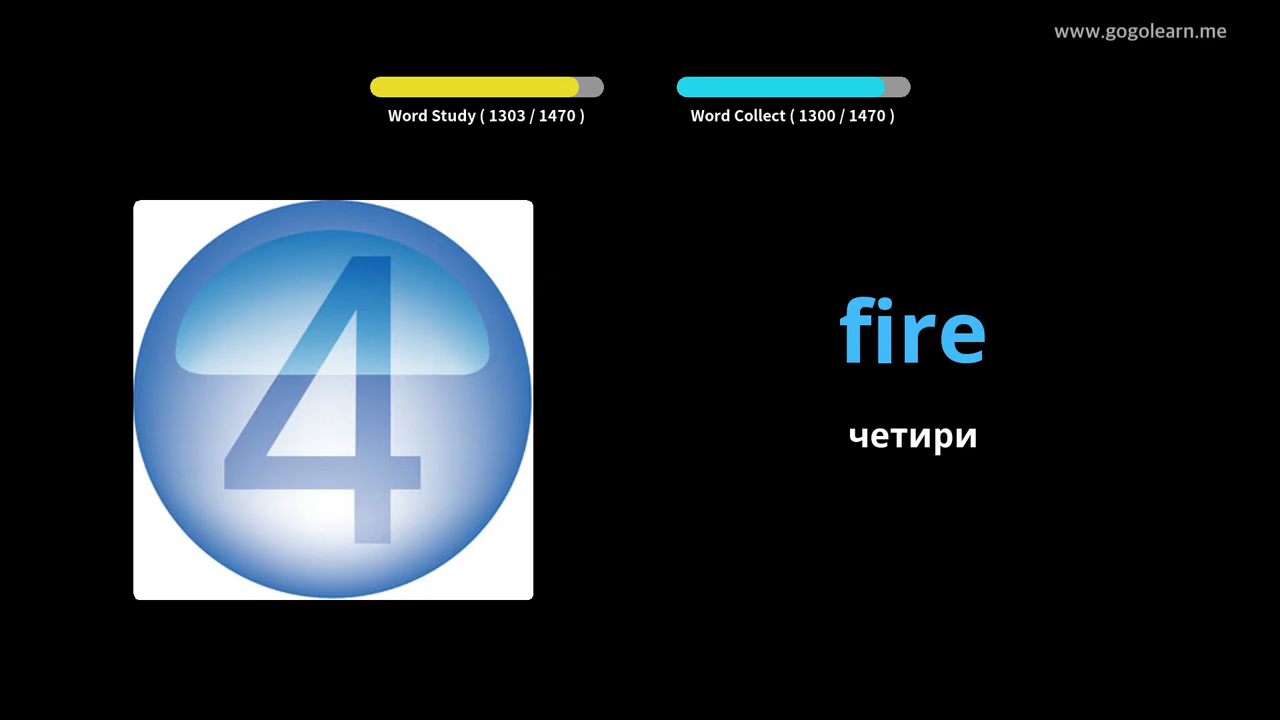 www.gogolearn.me
Word Study ( 1303 / 1470 )
Word Collect ( 1300 / 1470 )
4
fire
четири